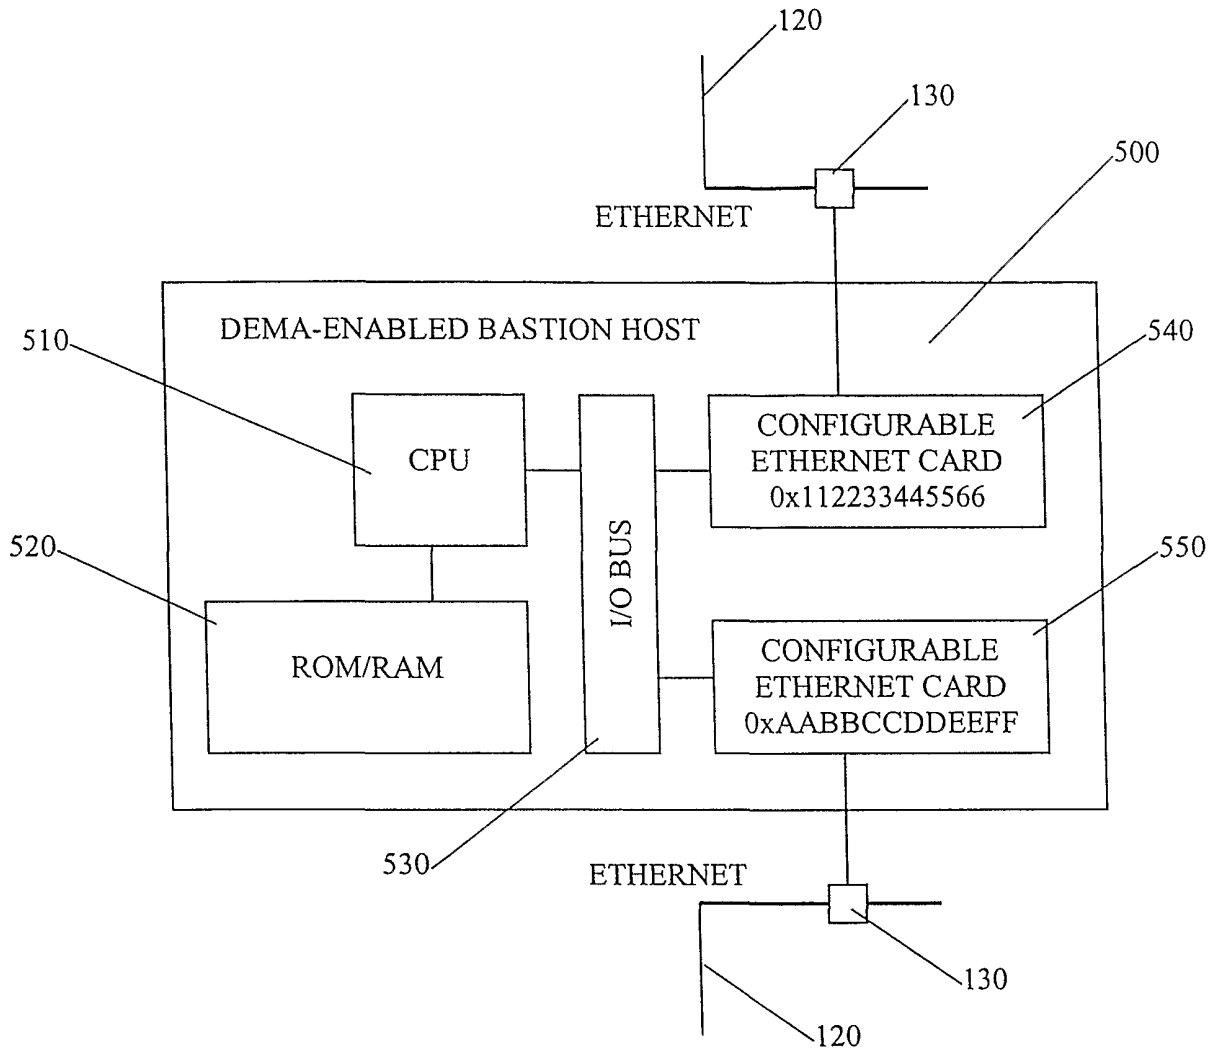 120
130
500
ETHERNET
DEMA-ENABLED BASTION HOST
510
540
CPU
CONFIGURABLE
ETHERNET CARD
0x112233445566
520
I/O BUS
550
ROM/RAM
CONFIGURABLE
ETHERNET CARD
0xAABBCCDDEEFF
530
ETHERNET
130
120